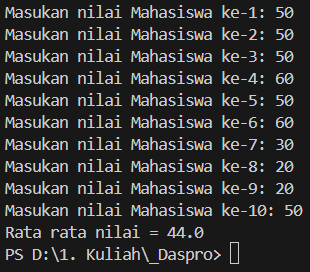 Masukan nilai Mahasiswa ke-1: 50
Masukan nilai Mahasiswa ke-2: 50
Masukan nilai Mahasiswa ke-3: 50
Masukan nilai Mahasiswa ke-4: 60
Masukan nilai Mahasiswa ke-5: 50
Masukan nilai Mahasiswa ke-6: 60
Masukan nilai Mahasiswa ke-7: 30
Masukan nilai Mahasiswa ke-8: 20
Masukan nilai Mahasiswa ke-9: 20
Masukan nilai Mahasiswa ke-10: 50
Rata rata nilai = 44.0
PS D:\1. Kuliah\_Daspro>